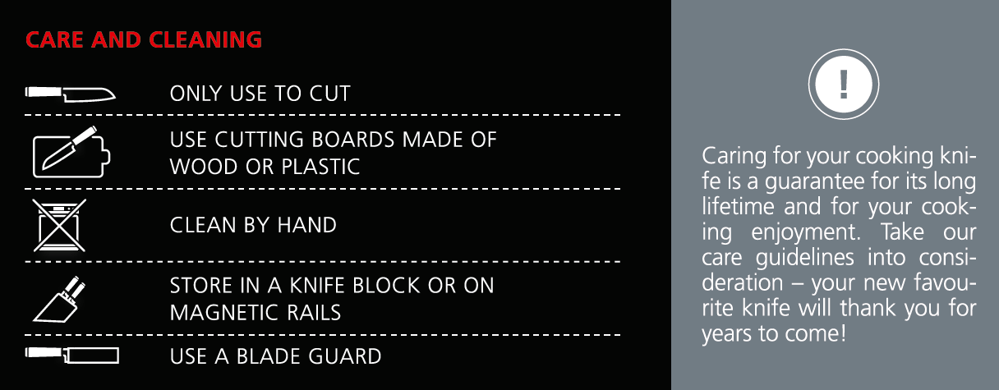 CARE AND CLEANING
ONLY USE TO CUT
USE CUTTING BOARDS MADE OF
WOOD OR PLASTIC
CLEAN BY HAND
STORE IN A KNIFE BLOCK OR ON
MAGNETIC RAILS
USE A BLADE GUARD
!
Caring for your cooking kni-
fe is a guarantee for its long
lifetime and for your cook-
ing enjoyment. Take our
care guidelines into consi-
deration – your new favou-
rite knife will thank you for
years to come!